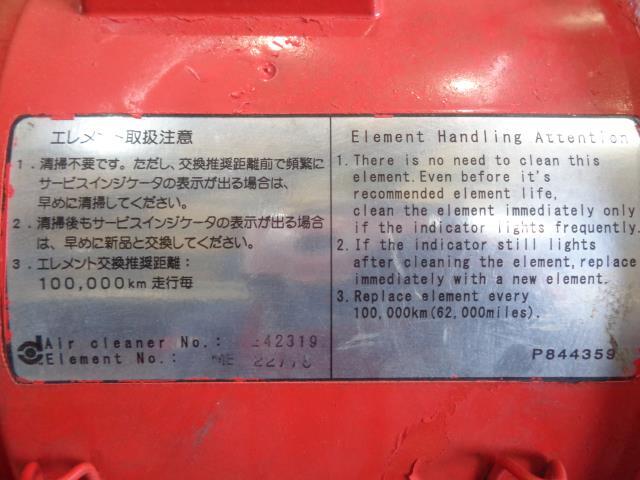 エレメント取扱注意
1．清掃不要です。ただし、交換推奨距離前で頻繁に
サービスインジケータの表示が出る場合は、
早めに清掃してください。
2．清掃後もサービスインジケータの表示が出る場合
は、早めに新品と交換してください。
3．エレメント交換推奨距離：
100,000km 走行毎
Air cleaner No.:
Element No.: ME
Element Handling Attention
1. There is no need to clean this
element. Even before it's
recommended element life,
clean the element immediately only
if the indicator lights frequently.
2. If the indicator still lights
after cleaning the element, replace
immediately with a new element.
3. Replace element every
100,000km(62,000miles).
P844359